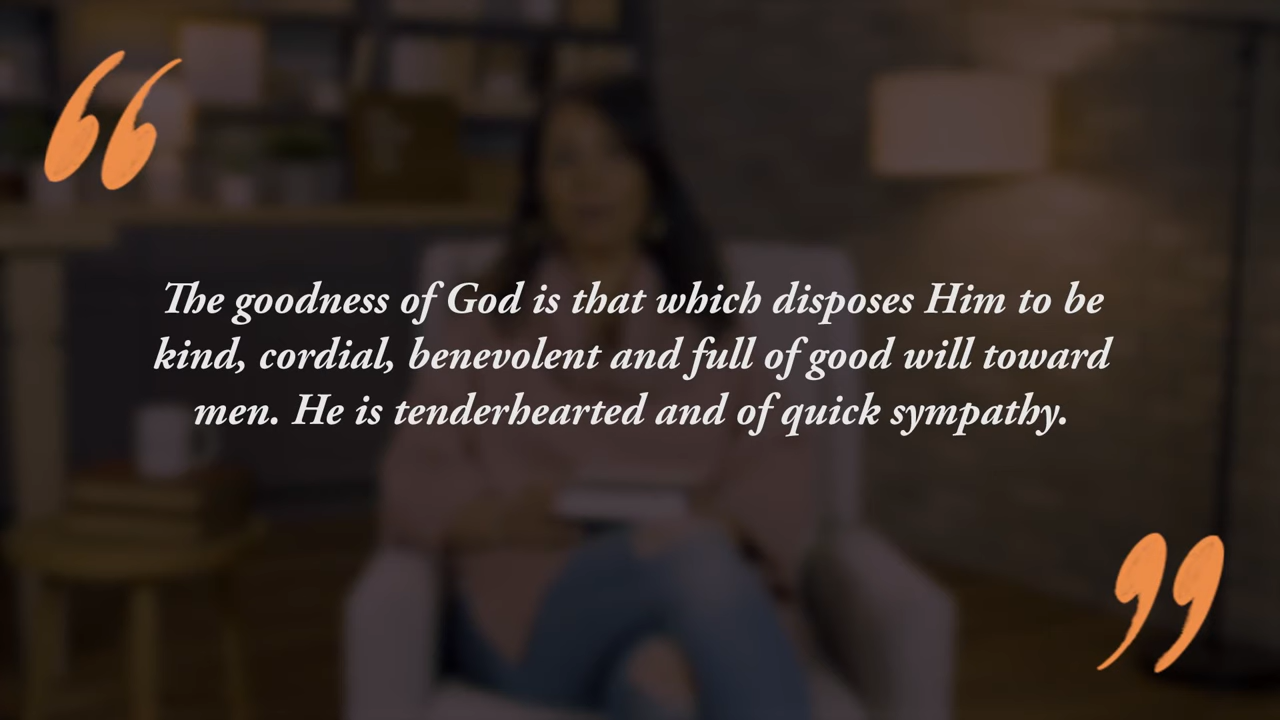 “
The goodness of God is that which disposes Him to be
kind, cordial, benevolent and full of good will toward
men. He is tenderhearted and of quick sympathy.
”